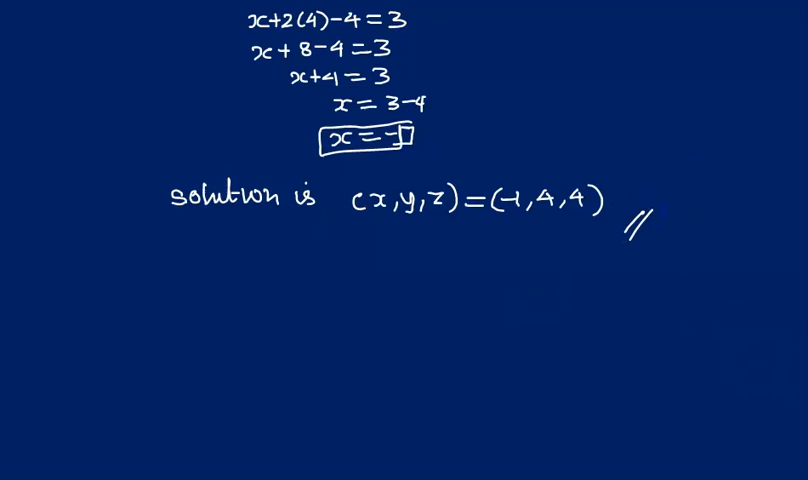 x+2(4)-4=3
x+8-4=3
x+4=3
x=3-4
x=-1
solution is (x,y,z)=(-1,4,4)